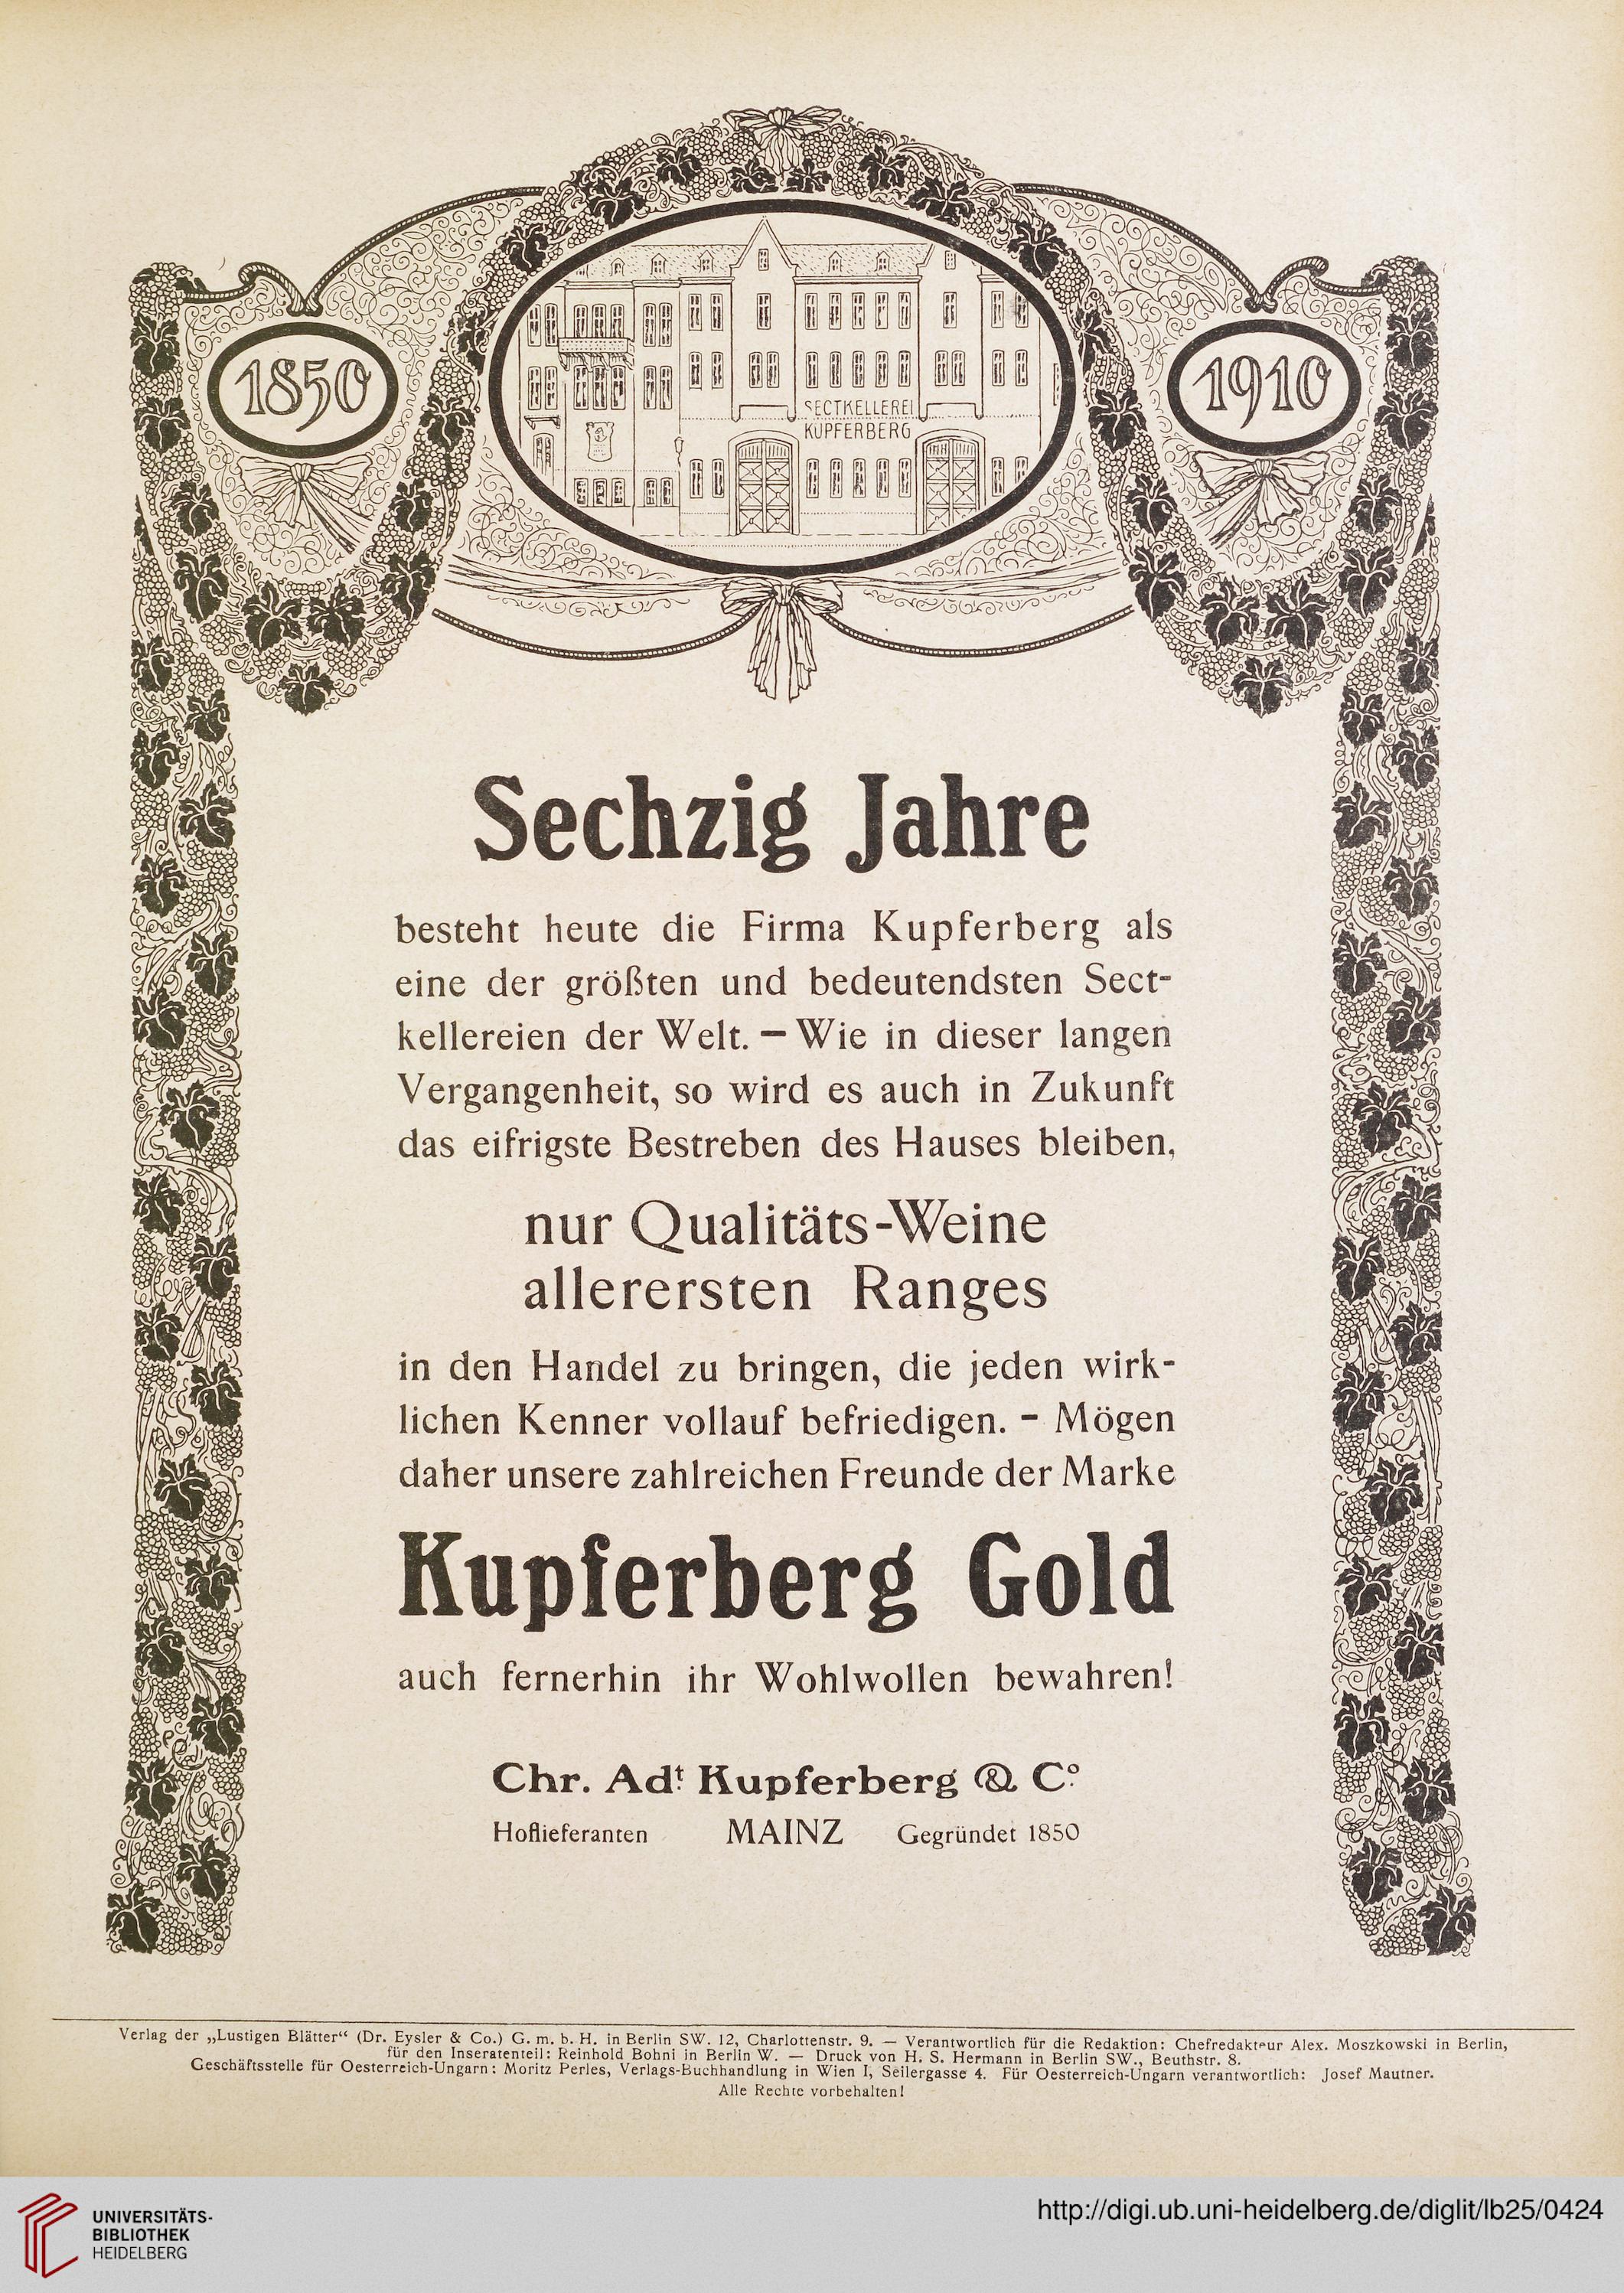 1850
1910
SECTKELLEREI
KUPFERBERG
Sechzig Jahre
besteht heute die Firma Kupferberg als
eine der größten und bedeutendsten Sect-
kellereien der Welt. — Wie in dieser langen
Vergangenheit, so wird es auch in Zukunft
das eifrigste Bestreben des Hauses bleiben,
nur Qualitäts-Weine
allerersten Ranges
in den Handel zu bringen, die jeden wirk-
lichen Kenner vollauf befriedigen. - Mögen
daher unsere zahlreichen Freunde der Marke
Kupferberg Gold
auch fernerhin ihr Wohlwollen bewahren!
Chr. Adt. Kupferberg & Co.
Hoflieferanten MAINZ Gegründet 1850
Verlag der „Lustigen Blätter“ (Dr. Eysler & Co.) G. m. b. H. in Berlin SW. 12, Charlottenstr. 9. — Verantwortlich für die Redaktion: Chefredakteur Alex. Moszkowski in Berlin,
für den Inseratenteil: Reinhold Bohni in Berlin W. — Druck von H. S. Hermann in Berlin SW., Beuthstr. 8.
Geschäftsstelle für Oesterreich-Ungarn: Moritz Perles, Verlags-Buchhandlung in Wien I, Seilergasse 4. Für Oesterreich-Ungarn verantwortlich: Josef Mautner.
Alle Rechte vorbehalten!
UNIVERSITÄTS-
BIBLIOTHEK
HEIDELBERG
http://digi.ub.uni-heidelberg.de/diglit/lb25/0424